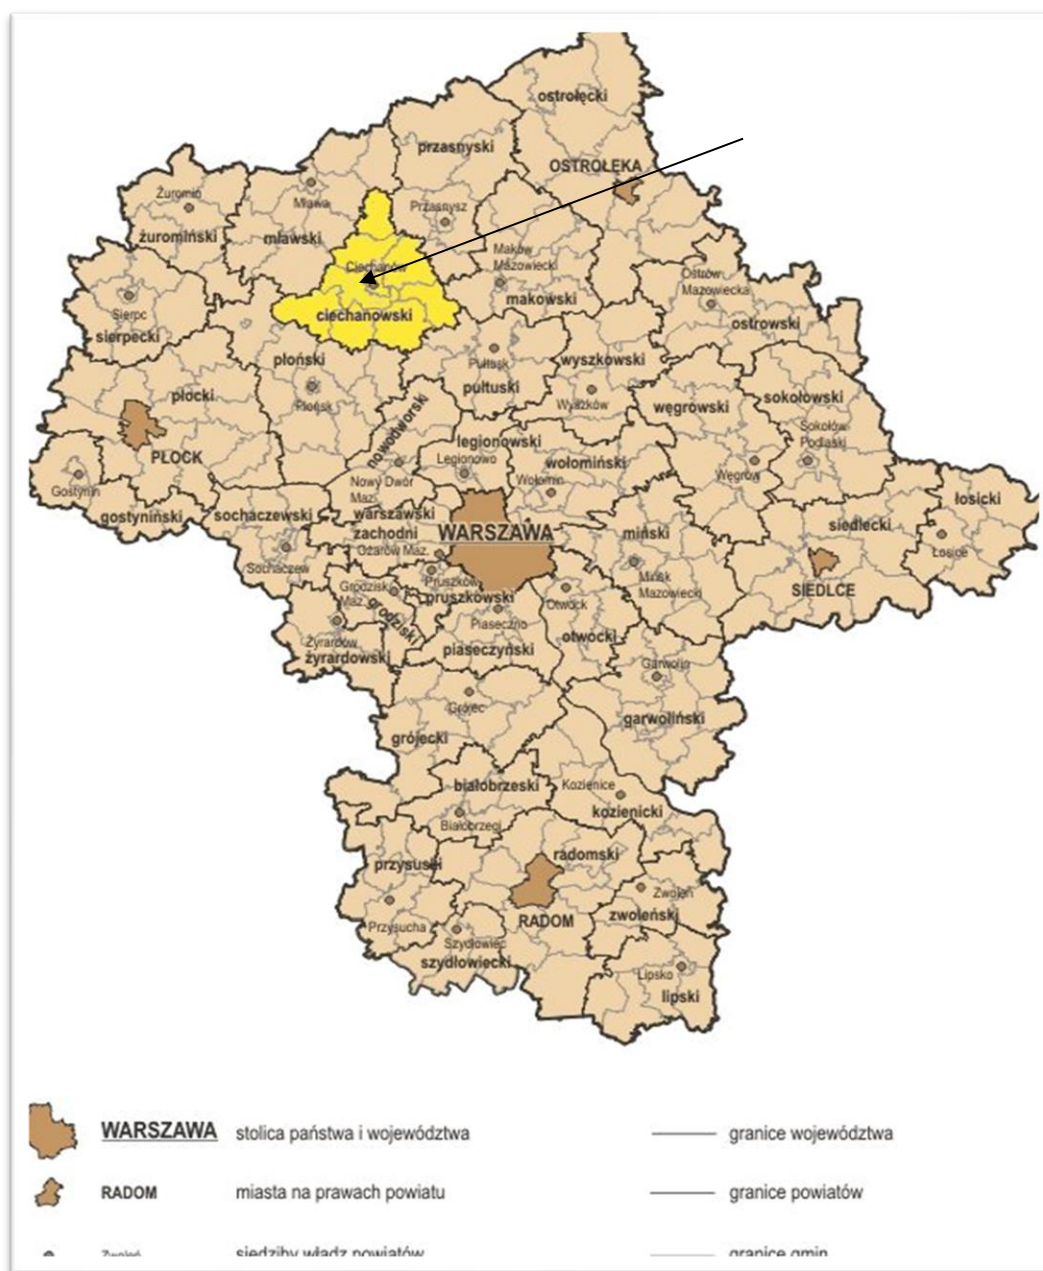 ostrołęcki
przasnyski
OSTROŁĘKA
Żuromin
Mława
Przasnysz
żuromiński
mławski
Maków
Mazowiecki
Ciechanów
Ostrów
Mazowiecka
makowski
Sierpc
ciechanowski
ostrowski
sierpecki
płoński
Pułtusk
wyszkowski
płocki
pułtuski
Płońsk
Wyszków
węgrowski
sokołowski
nowodworski
Sokołów
Podlaski
PŁOCK
legionowski
Legionowo
wołomiński
Węgrów
Gostynin
Nowy Dwór
Maz.
Wołomin
łosicki
gostyniński
sochaczewski
warszawski
zachodni
WARSZAWA
miński
siedlecki
Łosice
Ożarów Maz.
Sochaczew
Pruszków
Mińsk
Mazowiecki
SIEDLCE
Grodzisk
Maz.
pruszkowski
Otwock
grodziski
Piaseczno
otwocki
Żyrardów
żyrardowski
piaseczyński
Garwolin
Grójec
garwoliński
grójecki
białobrzeski
Kozienice
kozienicki
Białobrzegi
radomski
przysuski
Zwoleń
RADOM
zwoleński
Przysucha
Szydłowiec
szydłowiecki
Lipsko
lipski
WARSZAWA stolica państwa i województwa granice województwa
RADOM miasta na prawach powiatu granice powiatów
Zwoleń siedziby władz powiatów granice gmin